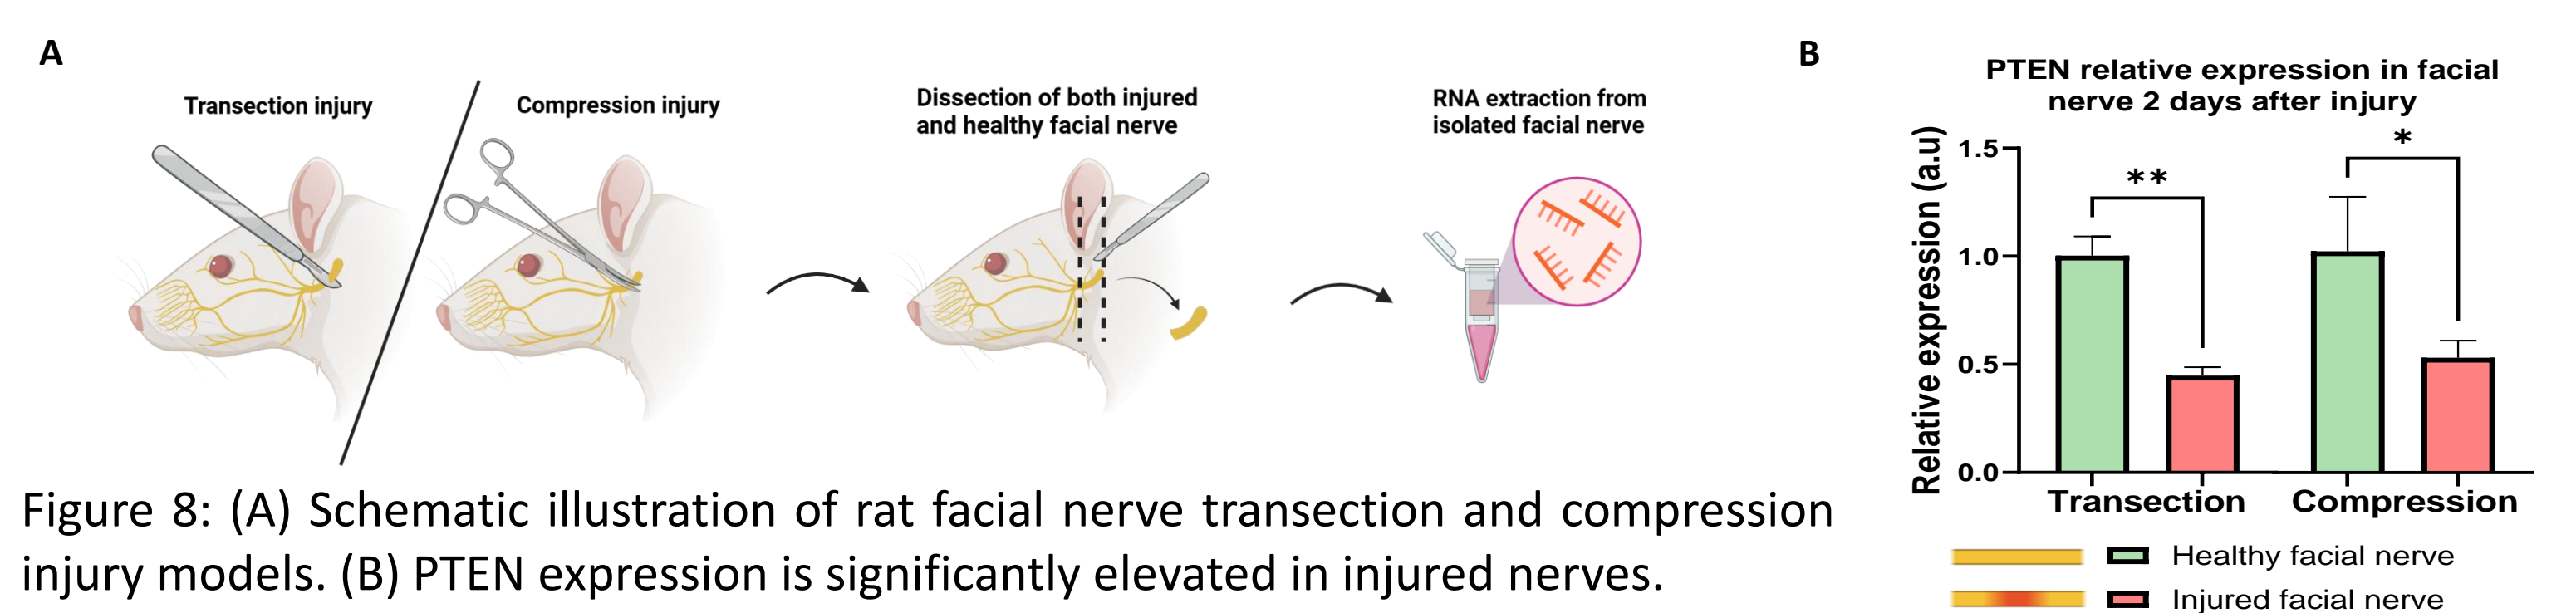 A
Transection injury
Compression injury
Dissection of both injured
and healthy facial nerve
RNA extraction from
isolated facial nerve
Figure 8: (A) Schematic illustration of rat facial nerve transection and compression
injury models. (B) PTEN expression is significantly elevated in injured nerves.
B
PTEN relative expression in facial
nerve 2 days after injury
Relative expression (a.u)
1.5
1.0
0.5
0.0
**
*
Transection
Compression
Healthy facial nerve
Injured facial nerve